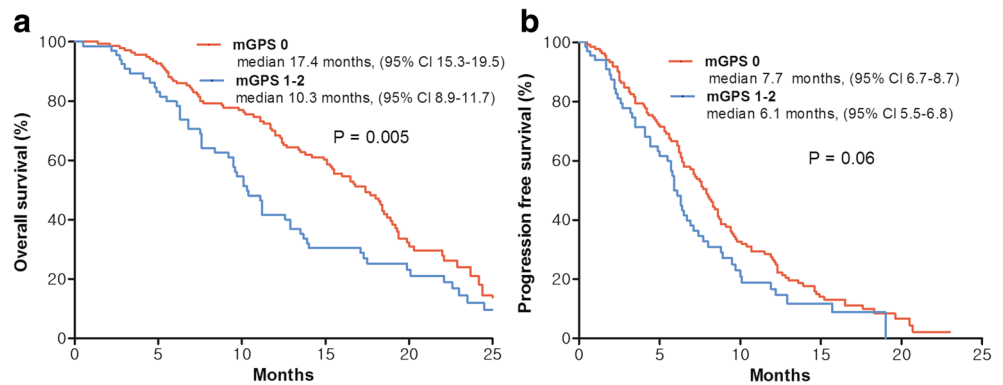 a
mGPS 0
median 17.4 months, (95% CI 15.3-19.5)
mGPS 1-2
median 10.3 months, (95% CI 8.9-11.7)
P = 0.005
Overall survival (%)
100
80
60
40
20
0
0 5 10 15 20 25
Months
b
mGPS 0
median 7.7 months, (95% CI 6.7-8.7)
mGPS 1-2
median 6.1 months, (95% CI 5.5-6.8)
P = 0.06
Progression free survival (%)
100
80
60
40
20
0
0 5 10 15 20 25
Months